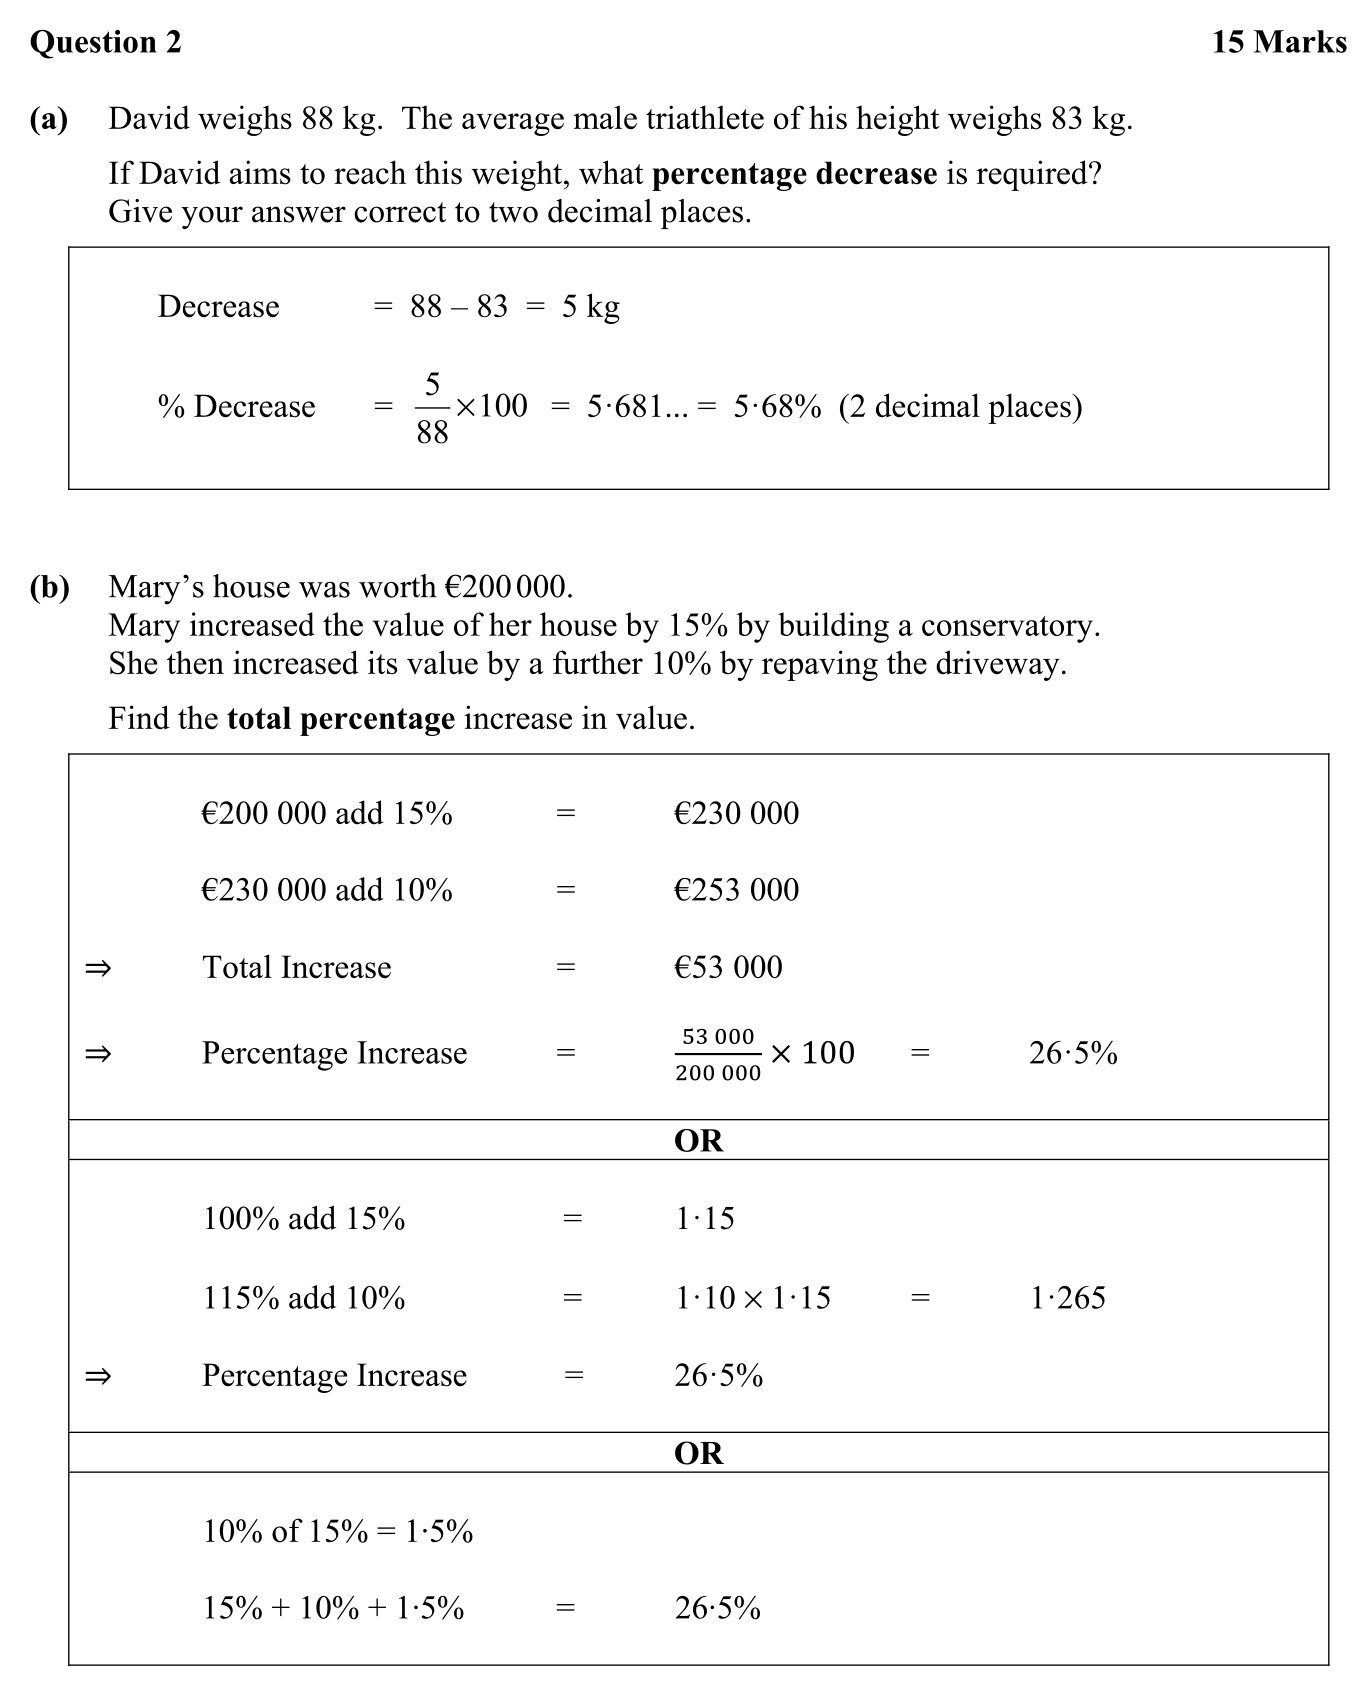 Question 2 15 Marks
(a) David weighs 88 kg. The average male triathlete of his height weighs 83 kg.
If David aims to reach this weight, what percentage decrease is required?
Give your answer correct to two decimal places.
Decrease = 88 – 83 = 5 kg
% Decrease = 5/88 ×100 = 5·681... = 5·68% (2 decimal places)
(b) Mary’s house was worth €200 000.
Mary increased the value of her house by 15% by building a conservatory.
She then increased its value by a further 10% by repaving the driveway.
Find the total percentage increase in value.
€200 000 add 15% = €230 000
€230 000 add 10% = €253 000
⇒ Total Increase = €53 000
⇒ Percentage Increase = 53 000/200 000 × 100 = 26·5%
OR
100% add 15% = 1·15
115% add 10% = 1·10 × 1·15 = 1·265
⇒ Percentage Increase = 26·5%
OR
10% of 15% = 1·5%
15% + 10% + 1·5% = 26·5%